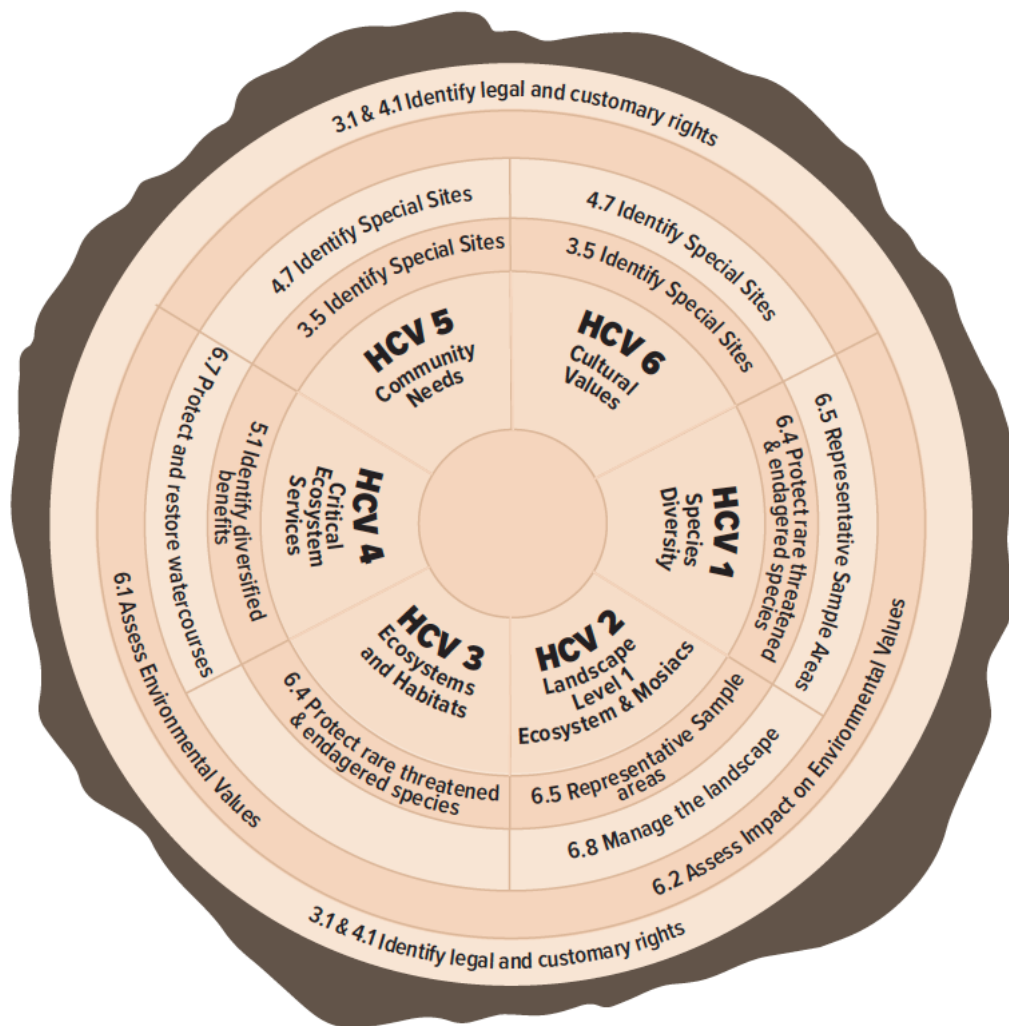 3.1 & 4.1 Identify legal and customary rights
4.7 Identify Special Sites
4.7 Identify Special Sites
3.5 Identify Special Sites
3.5 Identify Special Sites
HCV 5
Community
Needs
HCV 6
Cultural
Values
6.7 Protect and restore watercourses
5.1 Identify diversified
benefits
HCV 4
Critical
Ecosystem
Services
HCV 1
Species
Diversity
6.4 Protect rare threatened
& endagered species
6.5 Representative Sample Areas
HCV 3
Ecosystems
and Habitats
HCV 2
Landscape
Level 1
Ecosystem & Mosiacs
6.4 Protect rare threatened
& endagered species
6.5 Representative Sample
areas
6.8 Manage the landscape
6.1 Assess Environmental Values
6.2 Assess Impact on Environmental Values
3.1 & 4.1 Identify legal and customary rights